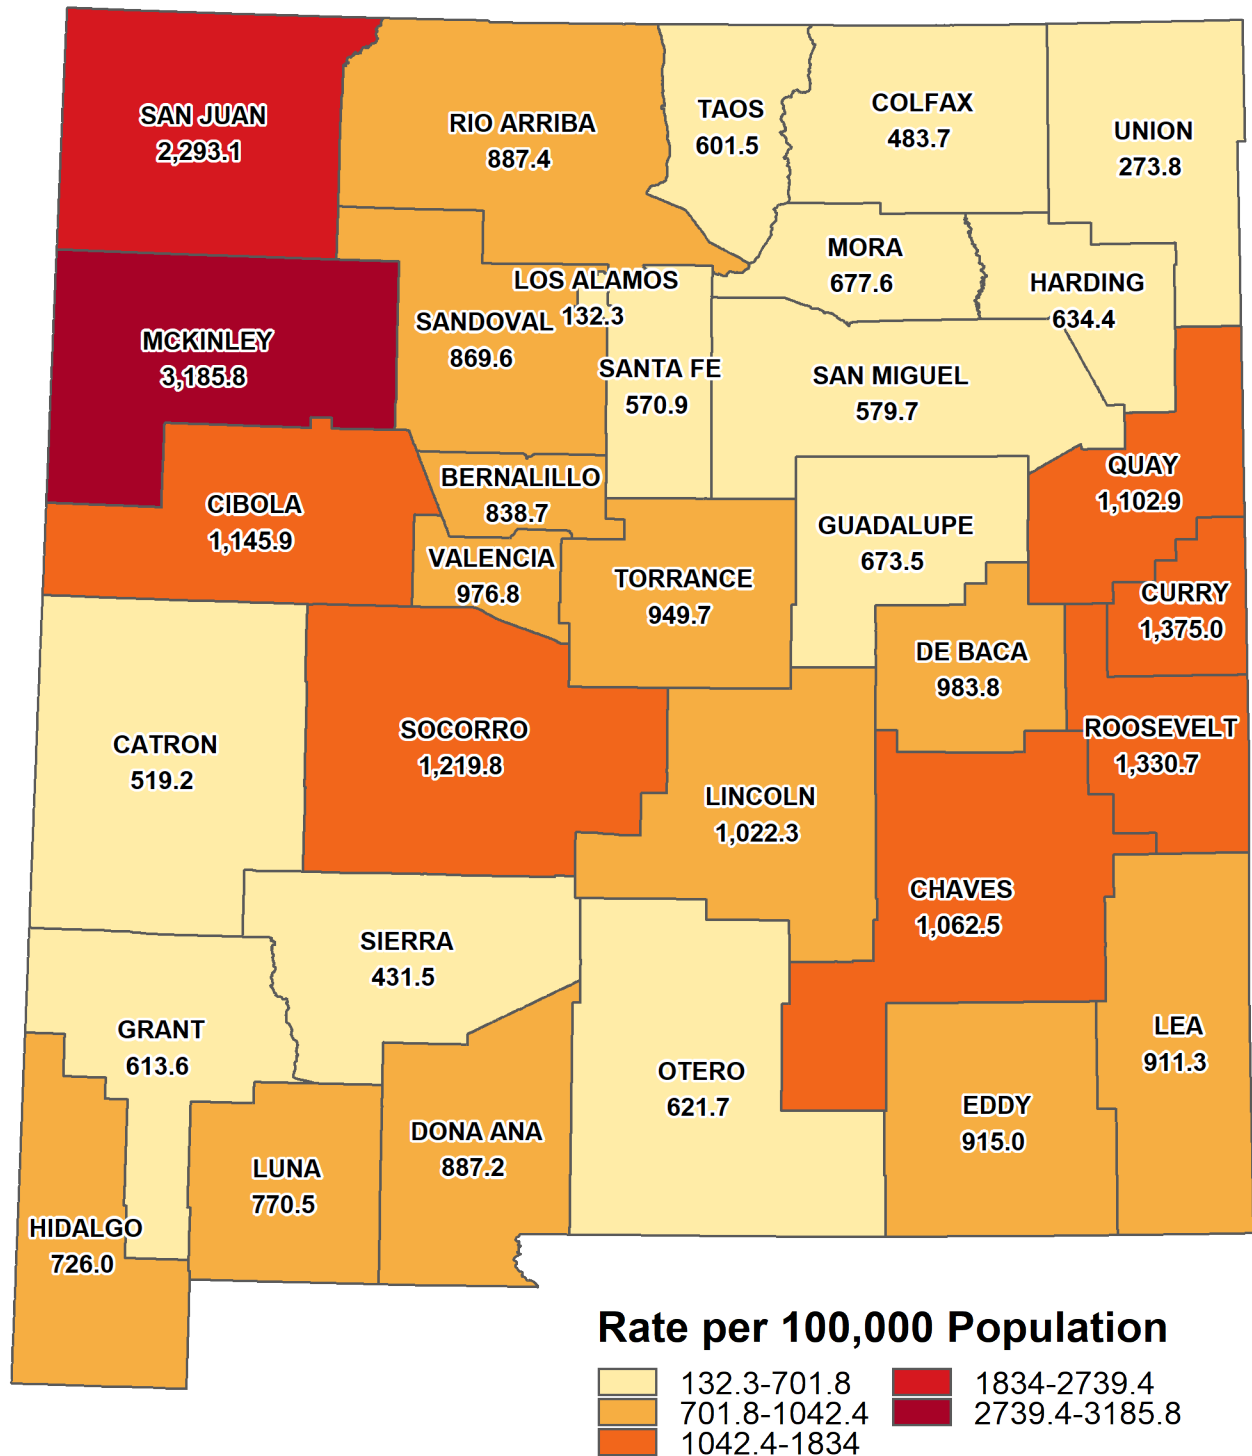 SAN JUAN
2,293.1
RIO ARRIBA
887.4
TAOS
601.5
COLFAX
483.7
UNION
273.8
MORA
677.6
HARDING
634.4
LOS ALAMOS
132.3
SANDOVAL
869.6
MCKINLEY
3,185.8
SANTA FE
570.9
SAN MIGUEL
579.7
QUAY
1,102.9
CIBOLA
1,145.9
BERNALILLO
838.7
GUADALUPE
673.5
VALENCIA
976.8
TORRANCE
949.7
CURRY
1,375.0
DE BACA
983.8
CATRON
519.2
SOCORRO
1,219.8
ROOSEVELT
1,330.7
LINCOLN
1,022.3
CHAVES
1,062.5
SIERRA
431.5
GRANT
613.6
LEA
911.3
OTERO
621.7
EDDY
915.0
DONA ANA
887.2
LUNA
770.5
HIDALGO
726.0
Rate per 100,000 Population
132.3-701.8
701.8-1042.4
1042.4-1834
1834-2739.4
2739.4-3185.8